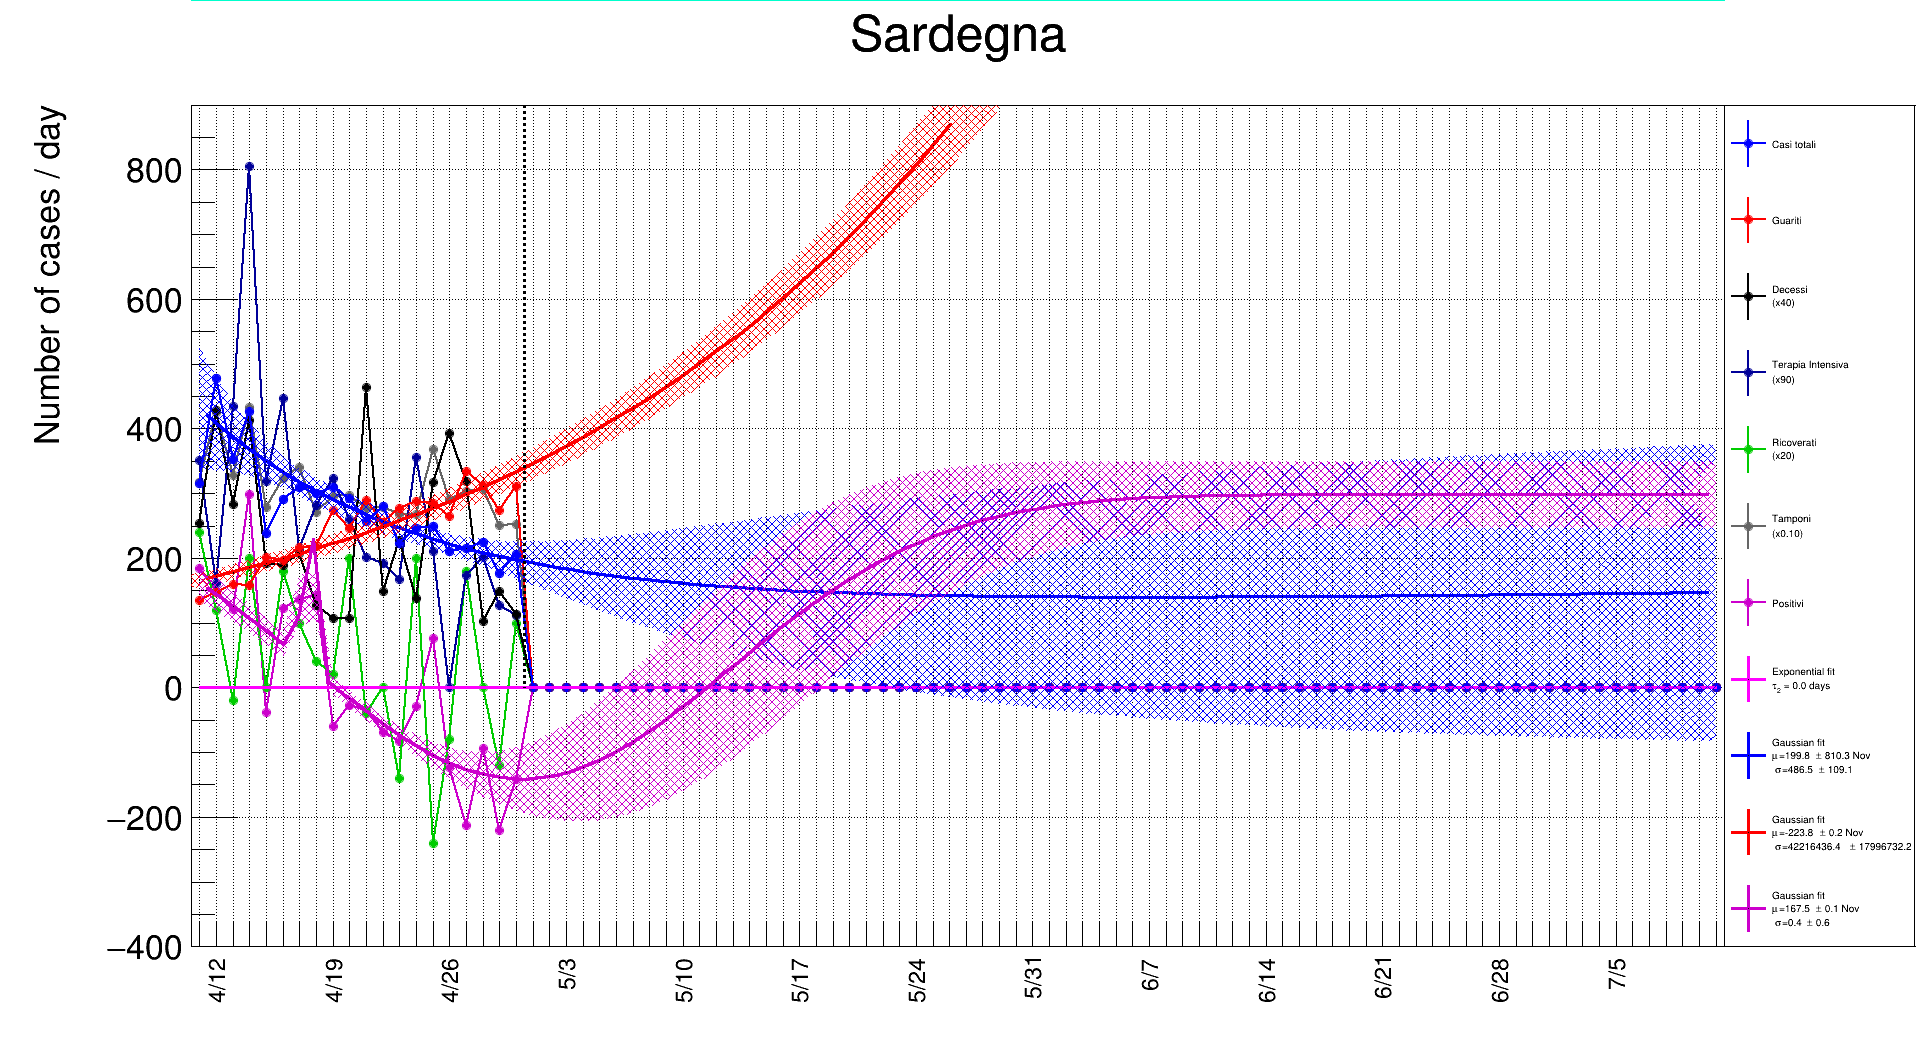 Sardegna
Number of cases / day
800
600
400
200
0
−200
−400
4/12
4/19
4/26
5/3
5/10
5/17
5/24
5/31
6/7
6/14
6/21
6/28
7/5
Casi totali
Guariti
Decessi
(x40)
Terapia Intensiva
(x90)
Ricoverati
(x20)
Tamponi
(x0.10)
Positivi
Exponential fit
τ2 = 0.0 days
Gaussian fit
μ=199.8 ± 810.3 Nov
σ=486.5 ± 109.1
Gaussian fit
μ=-223.8 ± 0.2 Nov
σ=42216436.4 ± 17996732.2
Gaussian fit
μ=167.5 ± 0.1 Nov
σ=0.4 ± 0.6